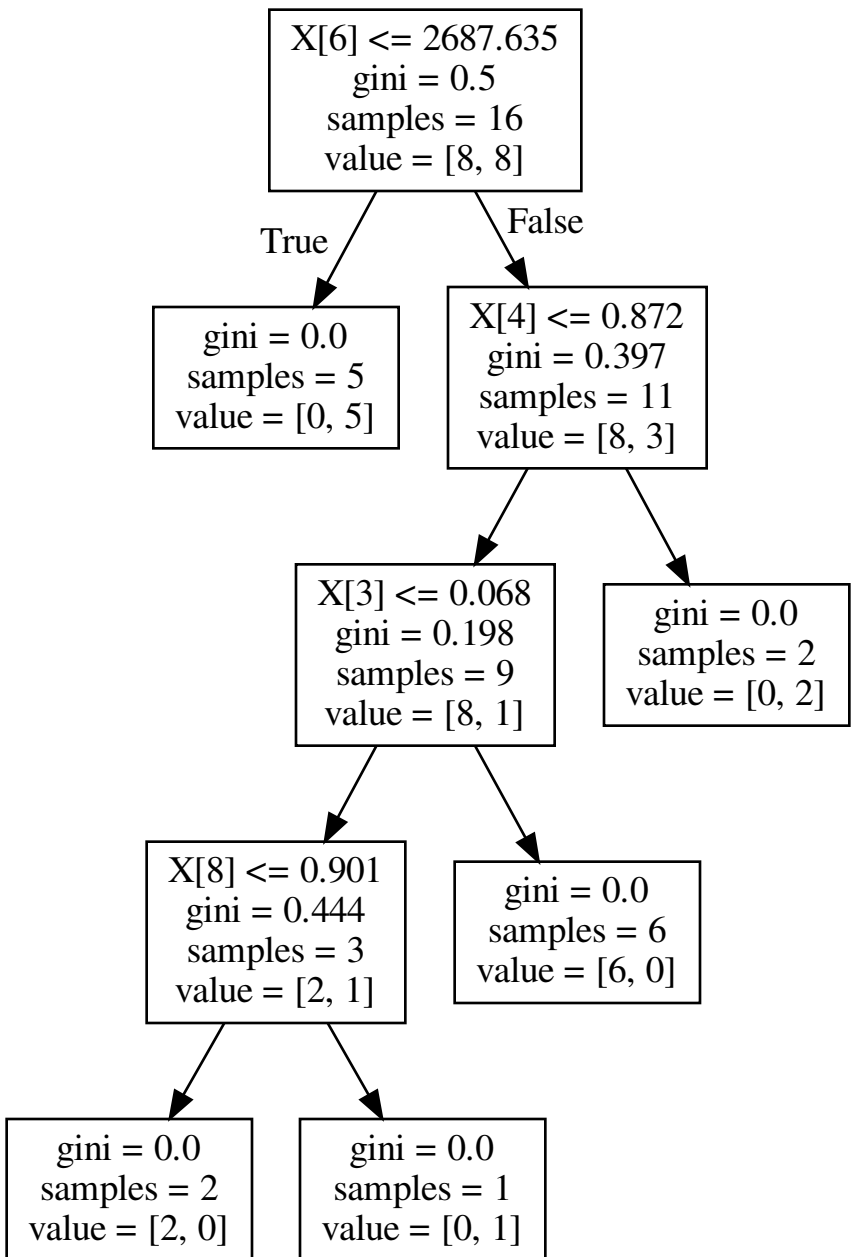 X[6] <= 2687.635
gini = 0.5
samples = 16
value = [8, 8]
True
False
gini = 0.0
samples = 5
value = [0, 5]
X[4] <= 0.872
gini = 0.397
samples = 11
value = [8, 3]
X[3] <= 0.068
gini = 0.198
samples = 9
value = [8, 1]
gini = 0.0
samples = 2
value = [0, 2]
X[8] <= 0.901
gini = 0.444
samples = 3
value = [2, 1]
gini = 0.0
samples = 6
value = [6, 0]
gini = 0.0
samples = 2
value = [2, 0]
gini = 0.0
samples = 1
value = [0, 1]